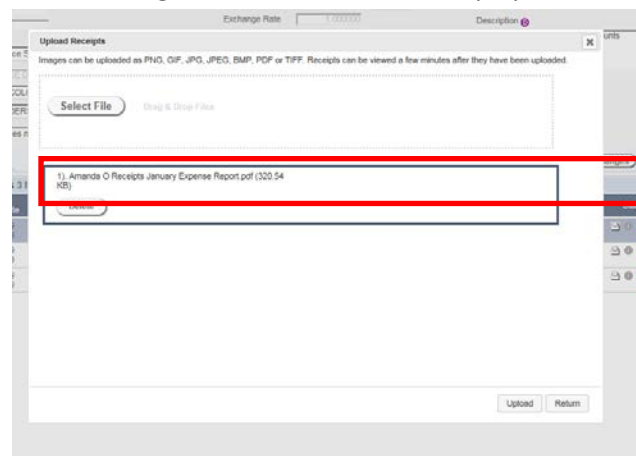 Exchange Rate 1.000000 Description
Upload Receipts
unts
Images can be uploaded as PNG, GIF, JPG, JPEG, BMP, PDF or TIFF. Receipts can be viewed a few minutes after they have been uploaded.
Select File Drag & Drop Files
1). Amanda O Receipts January Expense Report.pdf (320.54
KB)
Delete
Upload Return